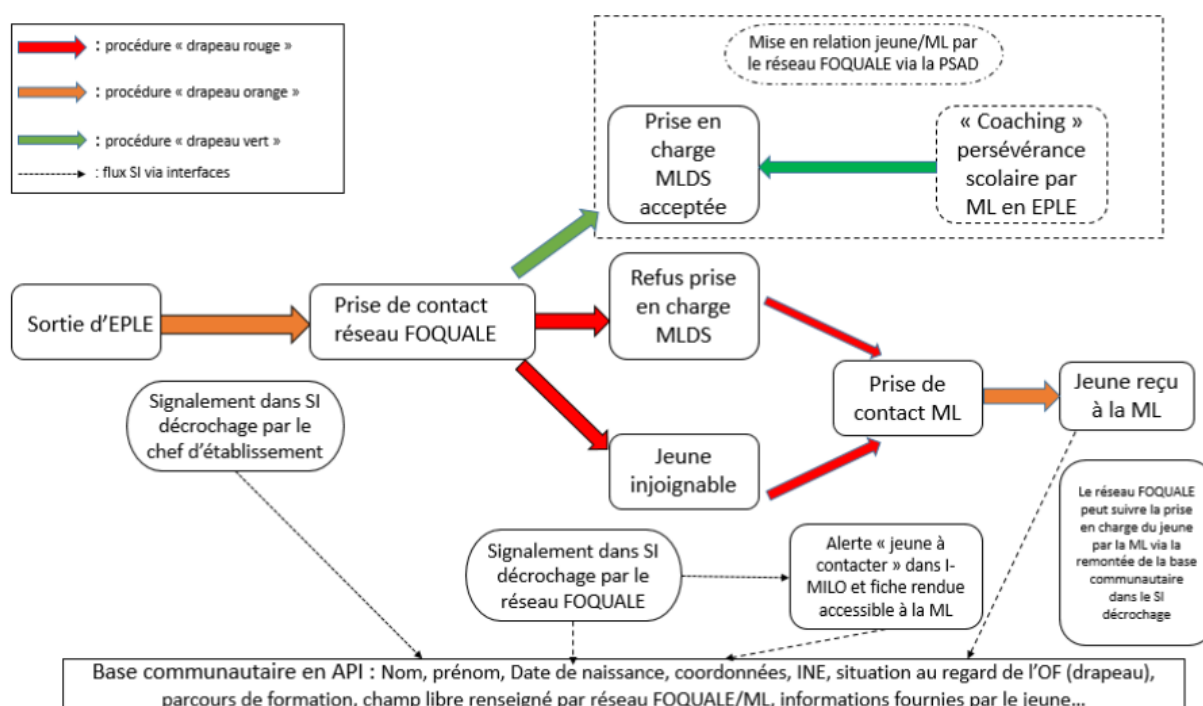 : procédure « drapeau rouge »
: procédure « drapeau orange »
: procédure « drapeau vert »
: flux SI via interfaces
Mise en relation jeune/ML par
le réseau FOQUALE via la PSAD
Prise en
charge
MLDS
acceptée
« Coaching »
persévérance
scolaire par
ML en EPLE
Sortie d’EPLE
Prise de contact
réseau FOQUALE
Refus prise
en charge
MLDS
Jeune
injoignable
Prise de
contact ML
Jeune reçu
à la ML
Signalement dans SI
décrochage par le
chef d’établissement
Signalement dans SI
décrochage par le
réseau FOQUALE
Alerte « jeune à
contacter » dans I-
MILO et fiche rendue
accessible à la ML
Le réseau FOQUALE
peut suivre la prise
en charge du jeune
par la ML via la
remontée de la base
communautaire
dans le SI
décrochage
Base communautaire en API : Nom, prénom, Date de naissance, coordonnées, INE, situation au regard de l’OF (drapeau),
parcours de formation, champ libre renseigné par réseau FOQUALE/ML, informations fournies par le jeune…